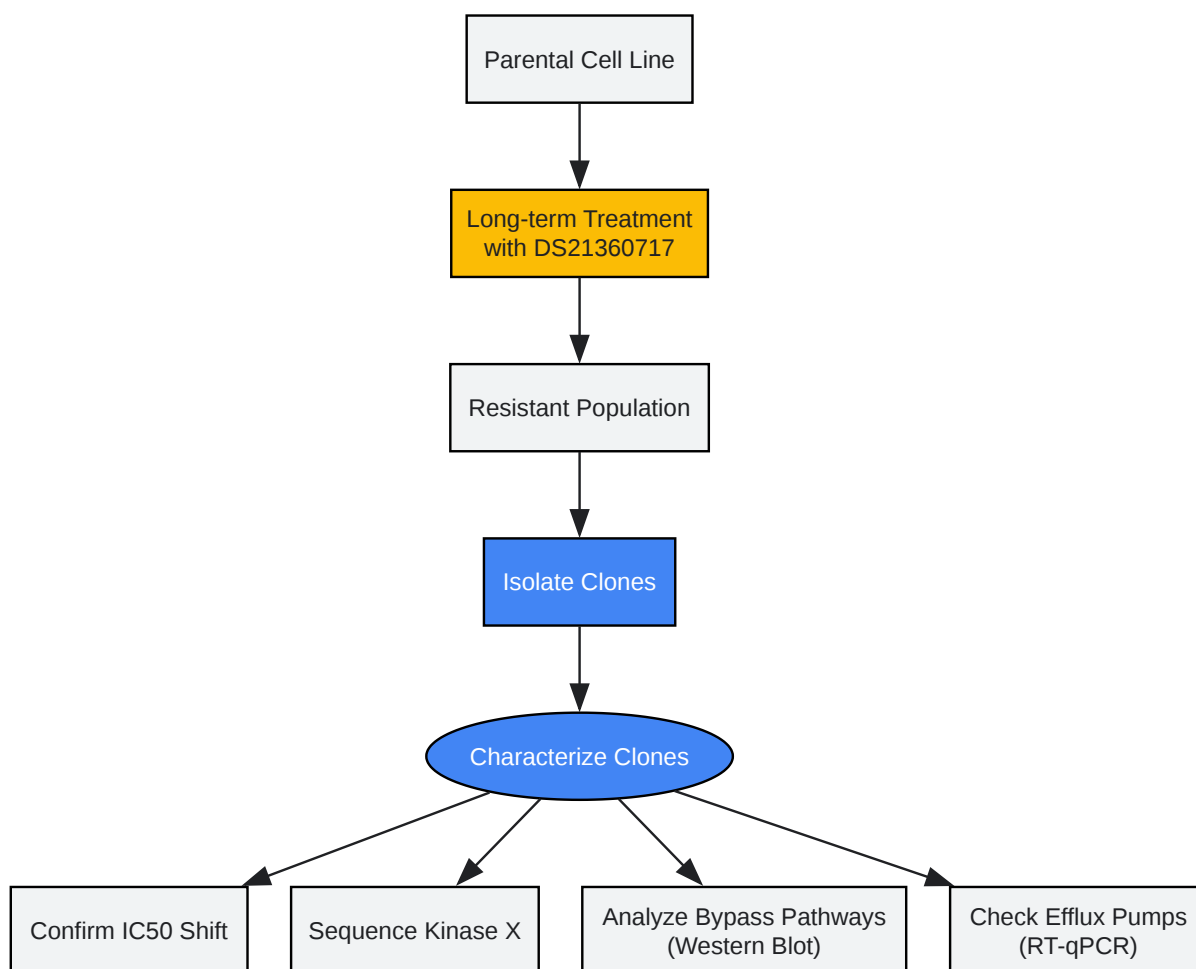 Parental Cell Line
Long-term Treatment
with DS21360717
Resistant Population
Isolate Clones
Characterize Clones
Confirm IC50 Shift
Sequence Kinase X
Analyze Bypass Pathways
(Western Blot)
Check Efflux Pumps
(RT-qPCR)